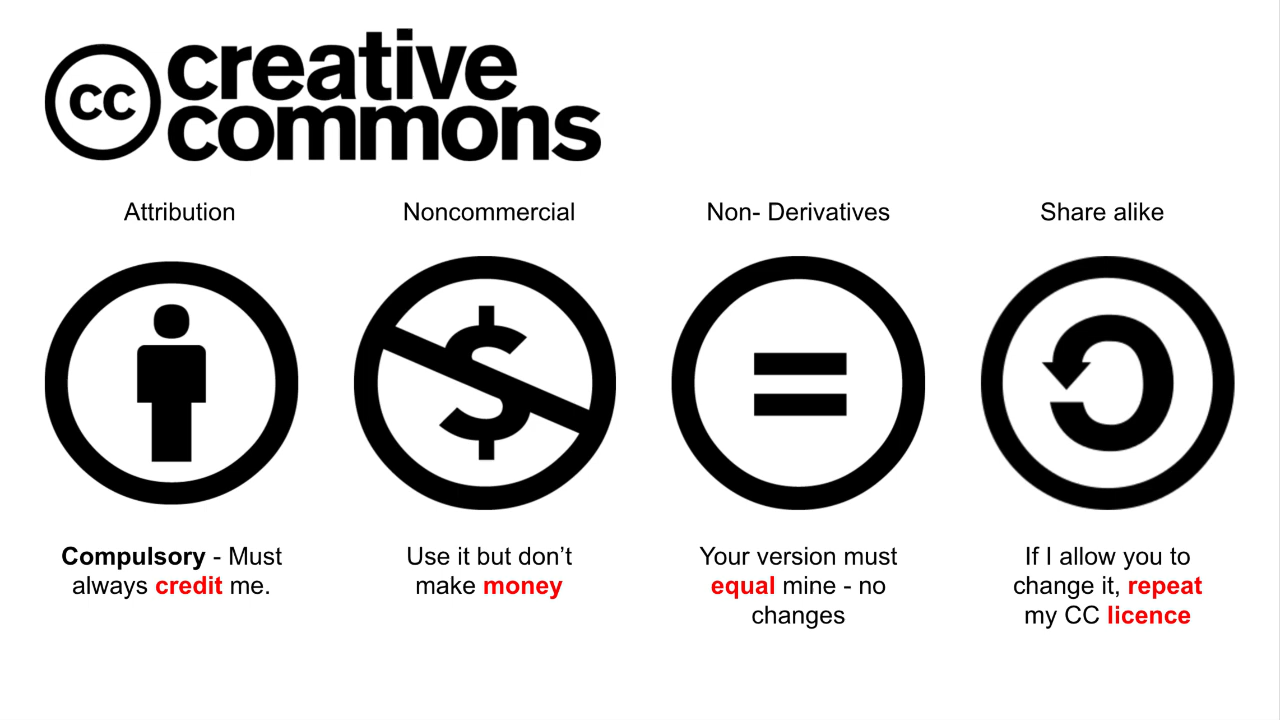 cc
creative
commons
Attribution
Noncommercial
Non- Derivatives
Share alike
$
=
Compulsory - Must
always credit me.
Use it but don’t
make money
Your version must
equal mine - no
changes
If I allow you to
change it, repeat
my CC licence